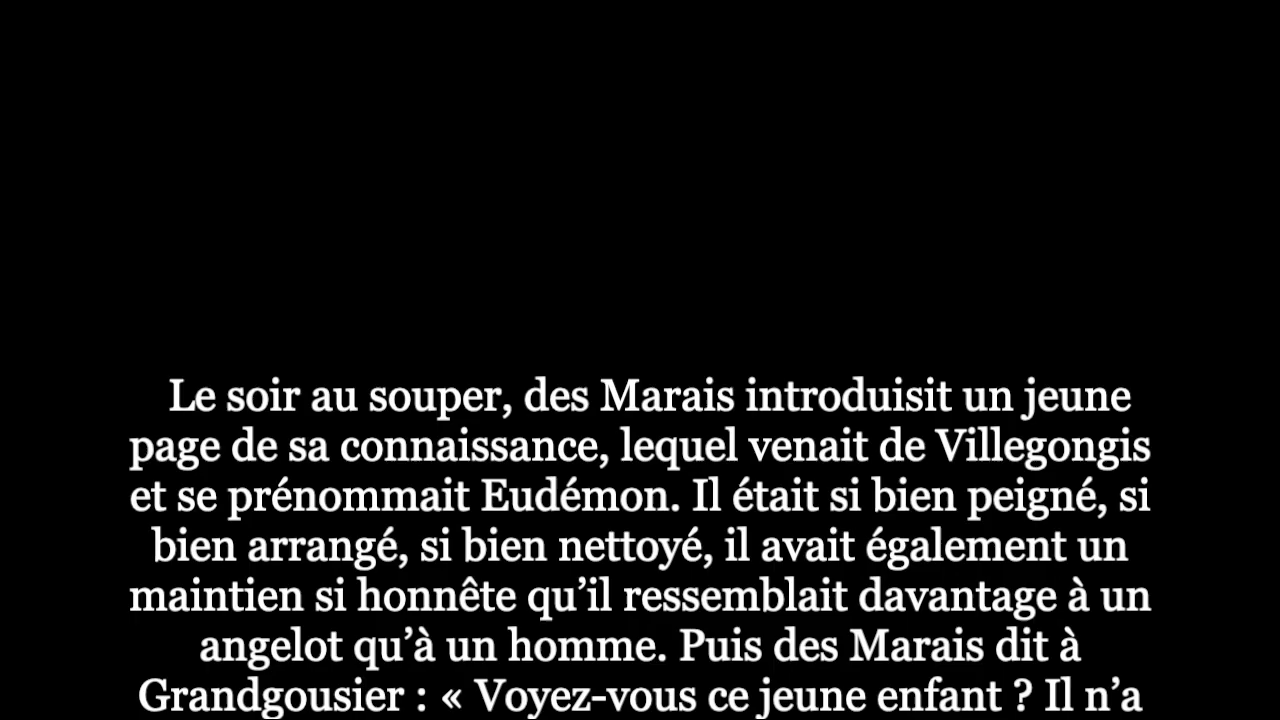 Le soir au souper, des Marais introduisit un jeune
page de sa connaissance, lequel venait de Villegongis
et se prénommait Eudémon. Il était si bien peigné, si
bien arrangé, si bien nettoyé, il avait également un
maintien si honnête qu’il ressemblait davantage à un
angelot qu’à un homme. Puis des Marais dit à
Grandgousier : « Voyez-vous ce jeune enfant ? Il n’a